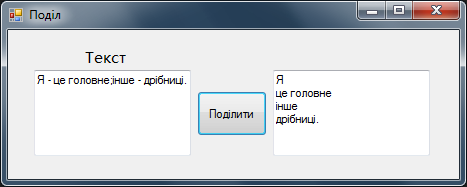 Поділ
Текст
Я - це головне;інше - дрібниці.
Поділити
Я
це головне
інше
дрібниці.